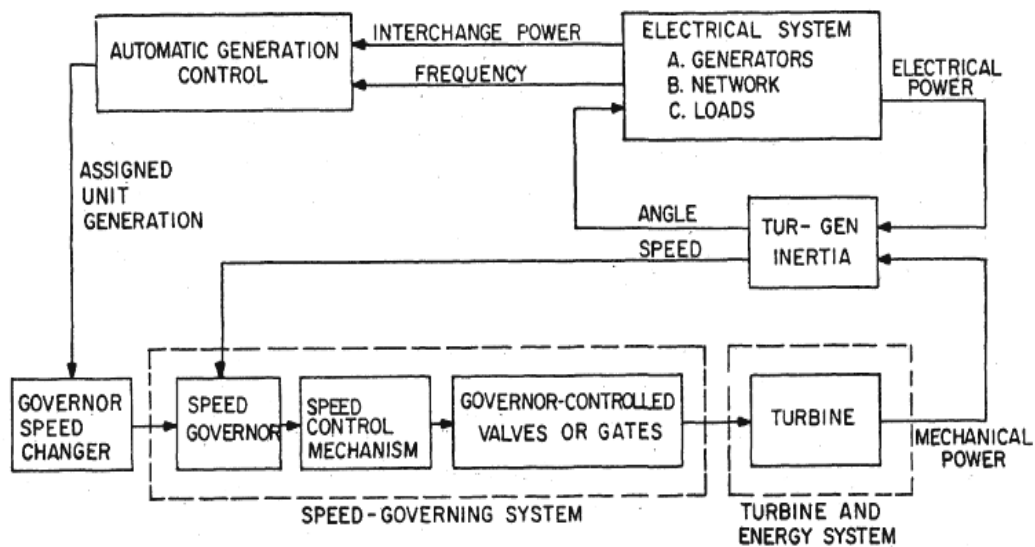 AUTOMATIC GENERATION
CONTROL
INTERCHANGE POWER
FREQUENCY
ELECTRICAL SYSTEM
A. GENERATORS
B. NETWORK
C. LOADS
ELECTRICAL
POWER
ASSIGNED
UNIT
GENERATION
ANGLE
SPEED
TUR-GEN
INERTIA
GOVERNOR
SPEED
CHANGER
SPEED
GOVERNOR
SPEED
CONTROL
MECHANISM
GOVERNOR-CONTROLLED
VALVES OR GATES
TURBINE
MECHANICAL
POWER
SPEED-GOVERNING SYSTEM
TURBINE AND
ENERGY SYSTEM